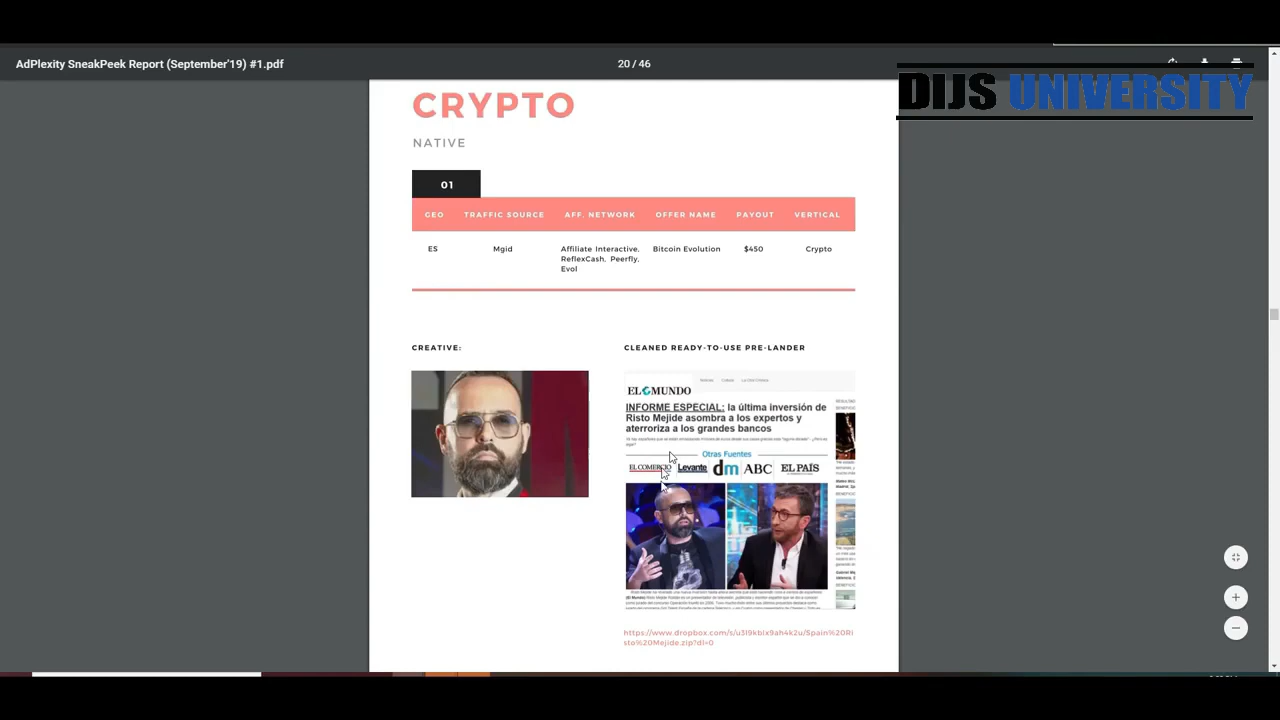 AdPlexity SneakPeek Report (September'19) #1.pdf
20 / 46
DIJS UNIVERSITY
CRYPTO
NATIVE
01
GEO TRAFFIC SOURCE AFF. NETWORK OFFER NAME PAYOUT VERTICAL
ES Mgid Affiliate Interactive, Bitcoin Evolution $450 Crypto
ReflexCash, Peerfly,
Evol
CREATIVE:
CLEANED READY-TO-USE PRE-LANDER
Noticias Cultura
EL MUNDO
INFORME ESPECIAL: la última inversión de
Risto Mejide asombra a los expertos y
aterroriza a los grandes bancos
Otras Fuentes
EL COMERCIO Levante dm ABC EL PAÍS
https://www.dropbox.com/s/u3l9kblx9ah4k2u/Spain%20Ri
sto%20Mejide.zip?dl=0